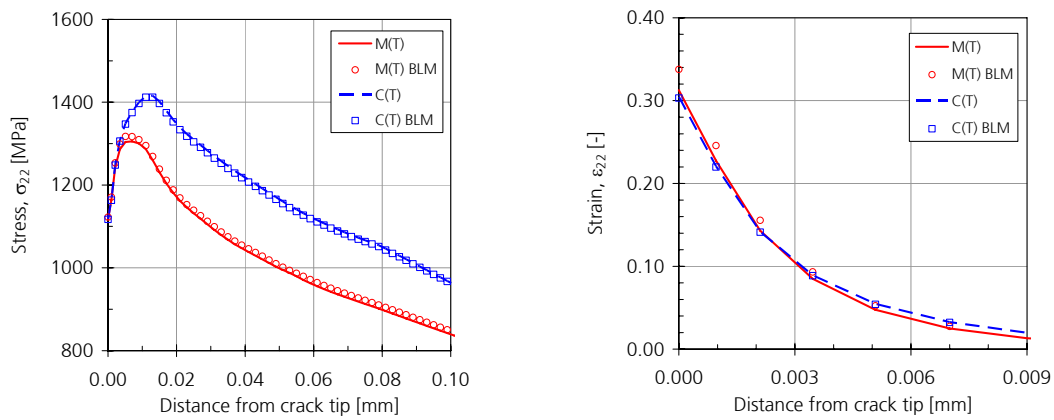 1600
1400
1200
1000
800
Stress, σ22 [MPa]
M(T)
M(T) BLM
C(T)
C(T) BLM
0.00 0.02 0.04 0.06 0.08 0.10
Distance from crack tip [mm]
0.40
0.30
0.20
0.10
0.00
Strain, ε22 [-]
M(T)
M(T) BLM
C(T)
C(T) BLM
0.000 0.003 0.006 0.009
Distance from crack tip [mm]